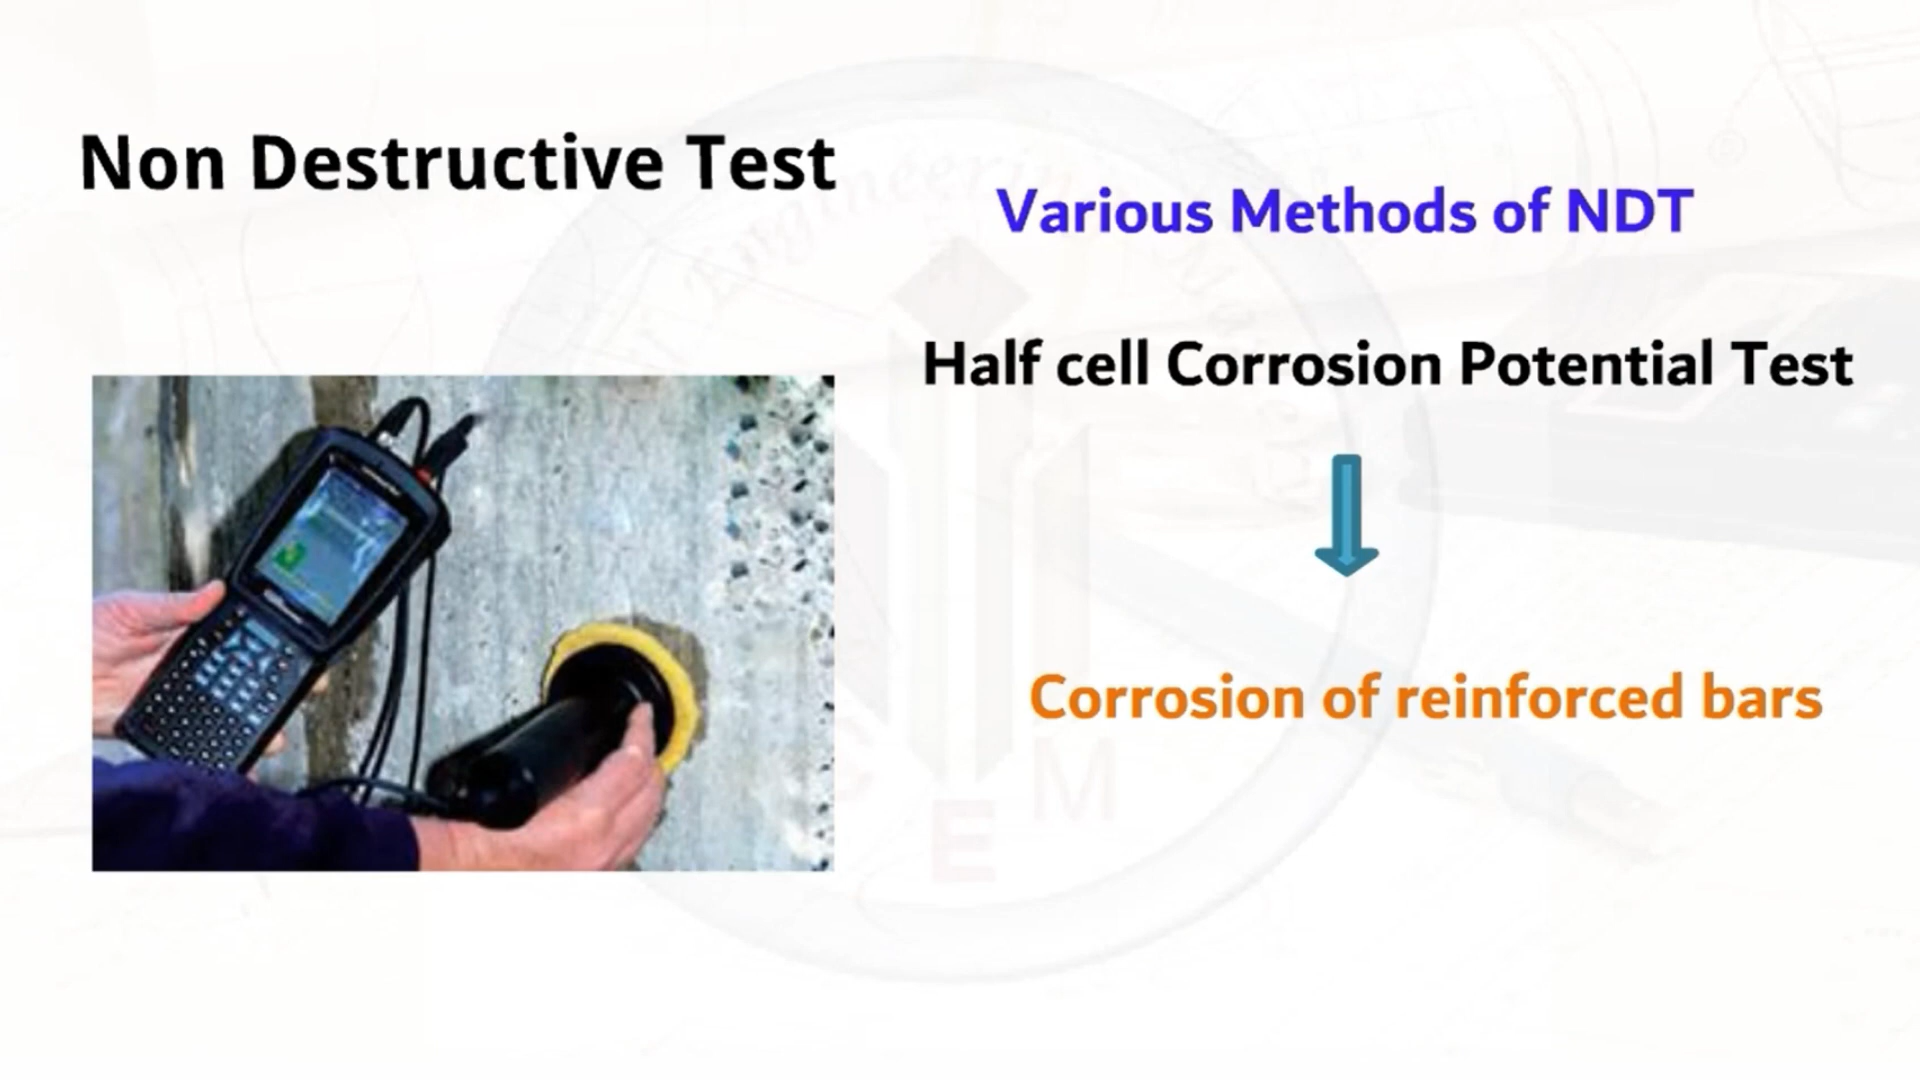 Non Destructive Test
Various Methods of NDT
Half cell Corrosion Potential Test
Corrosion of reinforced bars
E
M